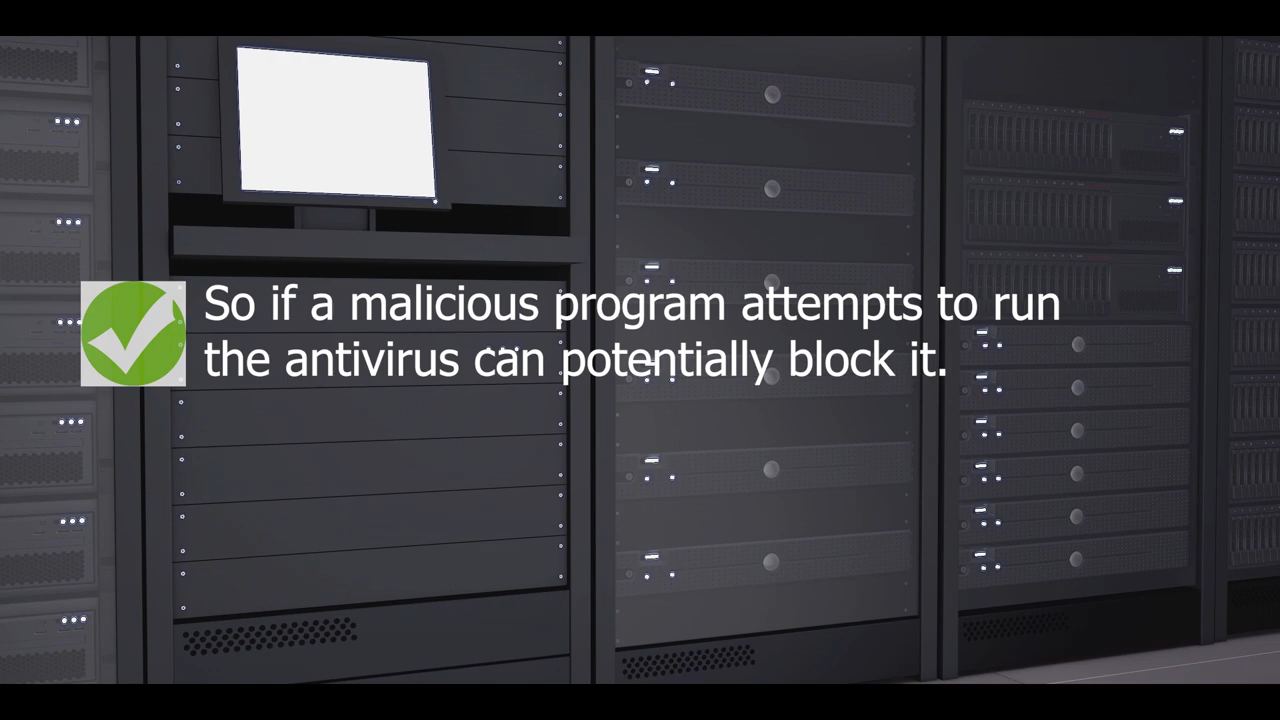 So if a malicious program attempts to run
the antivirus can potentially block it.